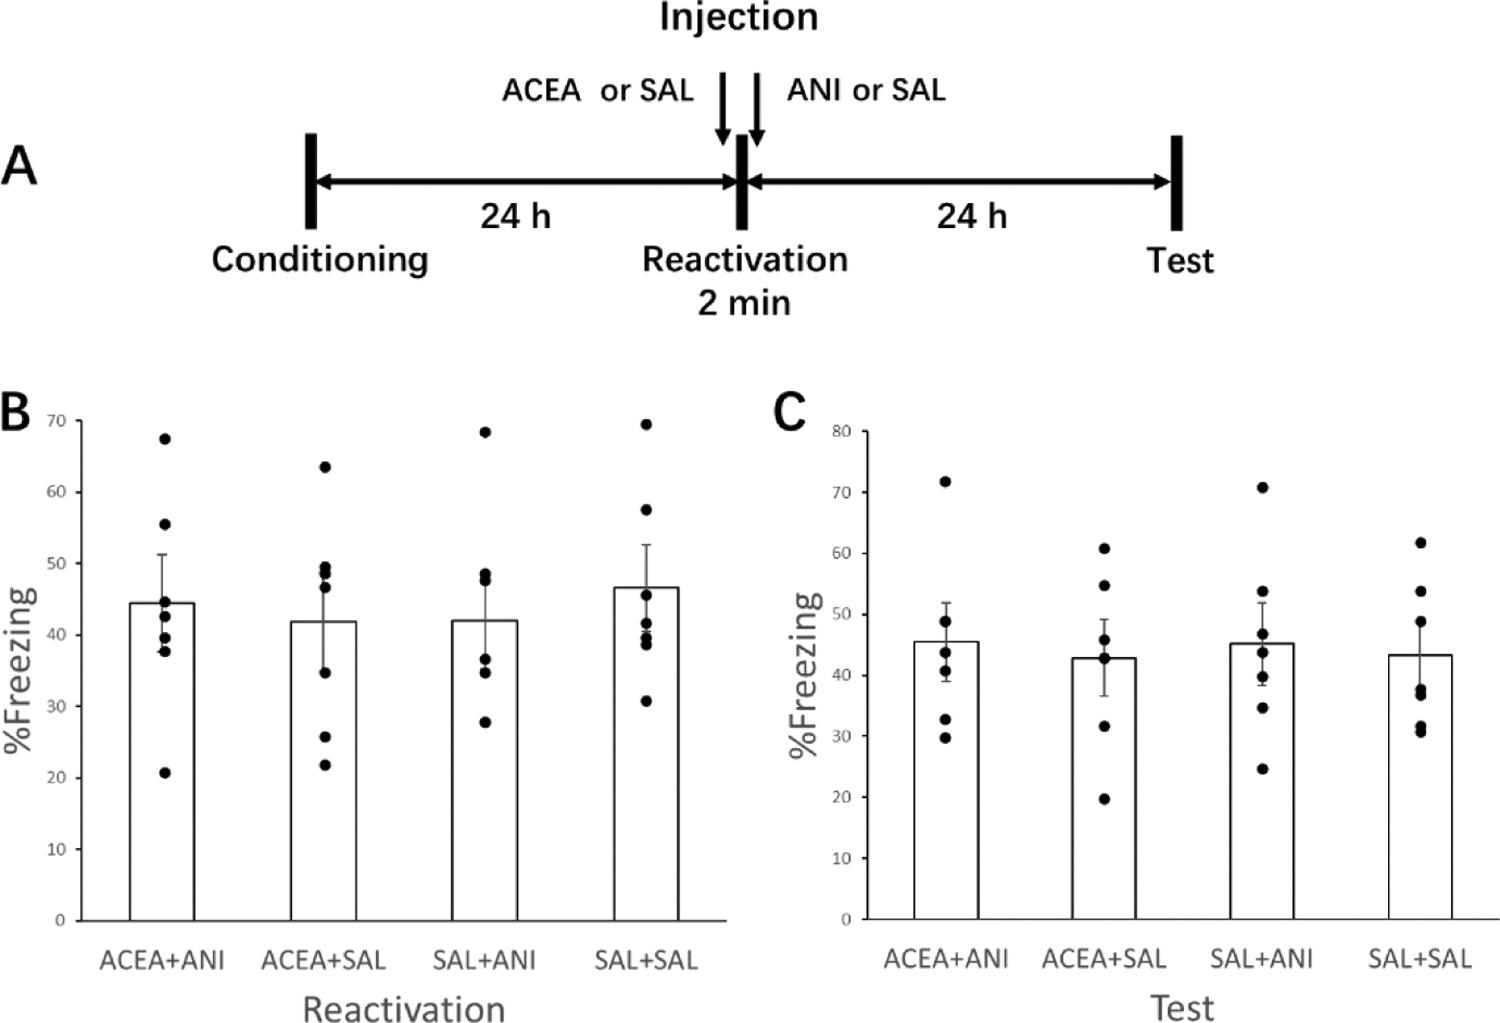 Injection
ACEA or SAL ANI or SAL
A
24 h 24 h
Conditioning Reactivation Test
2 min
B
70
60
50
40
30
20
10
0
%Freezing
ACEA+ANI ACEA+SAL SAL+ANI SAL+SAL
Reactivation
C
80
70
60
50
40
30
20
10
0
%Freezing
ACEA+ANI ACEA+SAL SAL+ANI SAL+SAL
Test